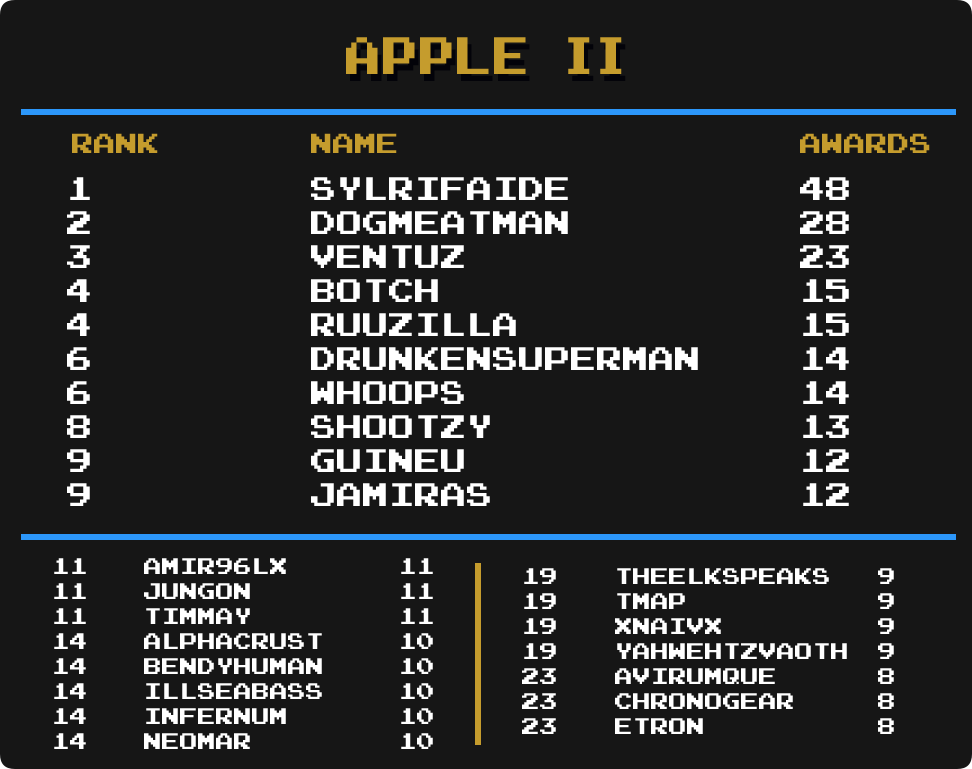 APPLE II
RANK NAME AWARDS
1 SYLRIFAIDE 48
2 DOGMEATMAN 28
3 VENTUZ 23
4 BOTCH 15
4 RUUZILLA 15
6 DRUNKENSUPERMAN 14
6 WHOOPS 14
8 SHOOTZY 13
9 GUINEU 12
9 JAMIRAS 12
11 AMIR96LX 11
11 JUNGON 11
11 TIMMAY 11
14 ALPHACRUST 10
14 BENDYHUMAN 10
14 ILLSEABASS 10
14 INFERNUM 10
14 NEOMAR 10
19 THEELKSPEAKS 9
19 TMAP 9
19 XNAIVX 9
19 YAHWEHTZVAOTH 9
23 AVIRUMQUE 8
23 CHRONOGEAR 8
23 ETRON 8